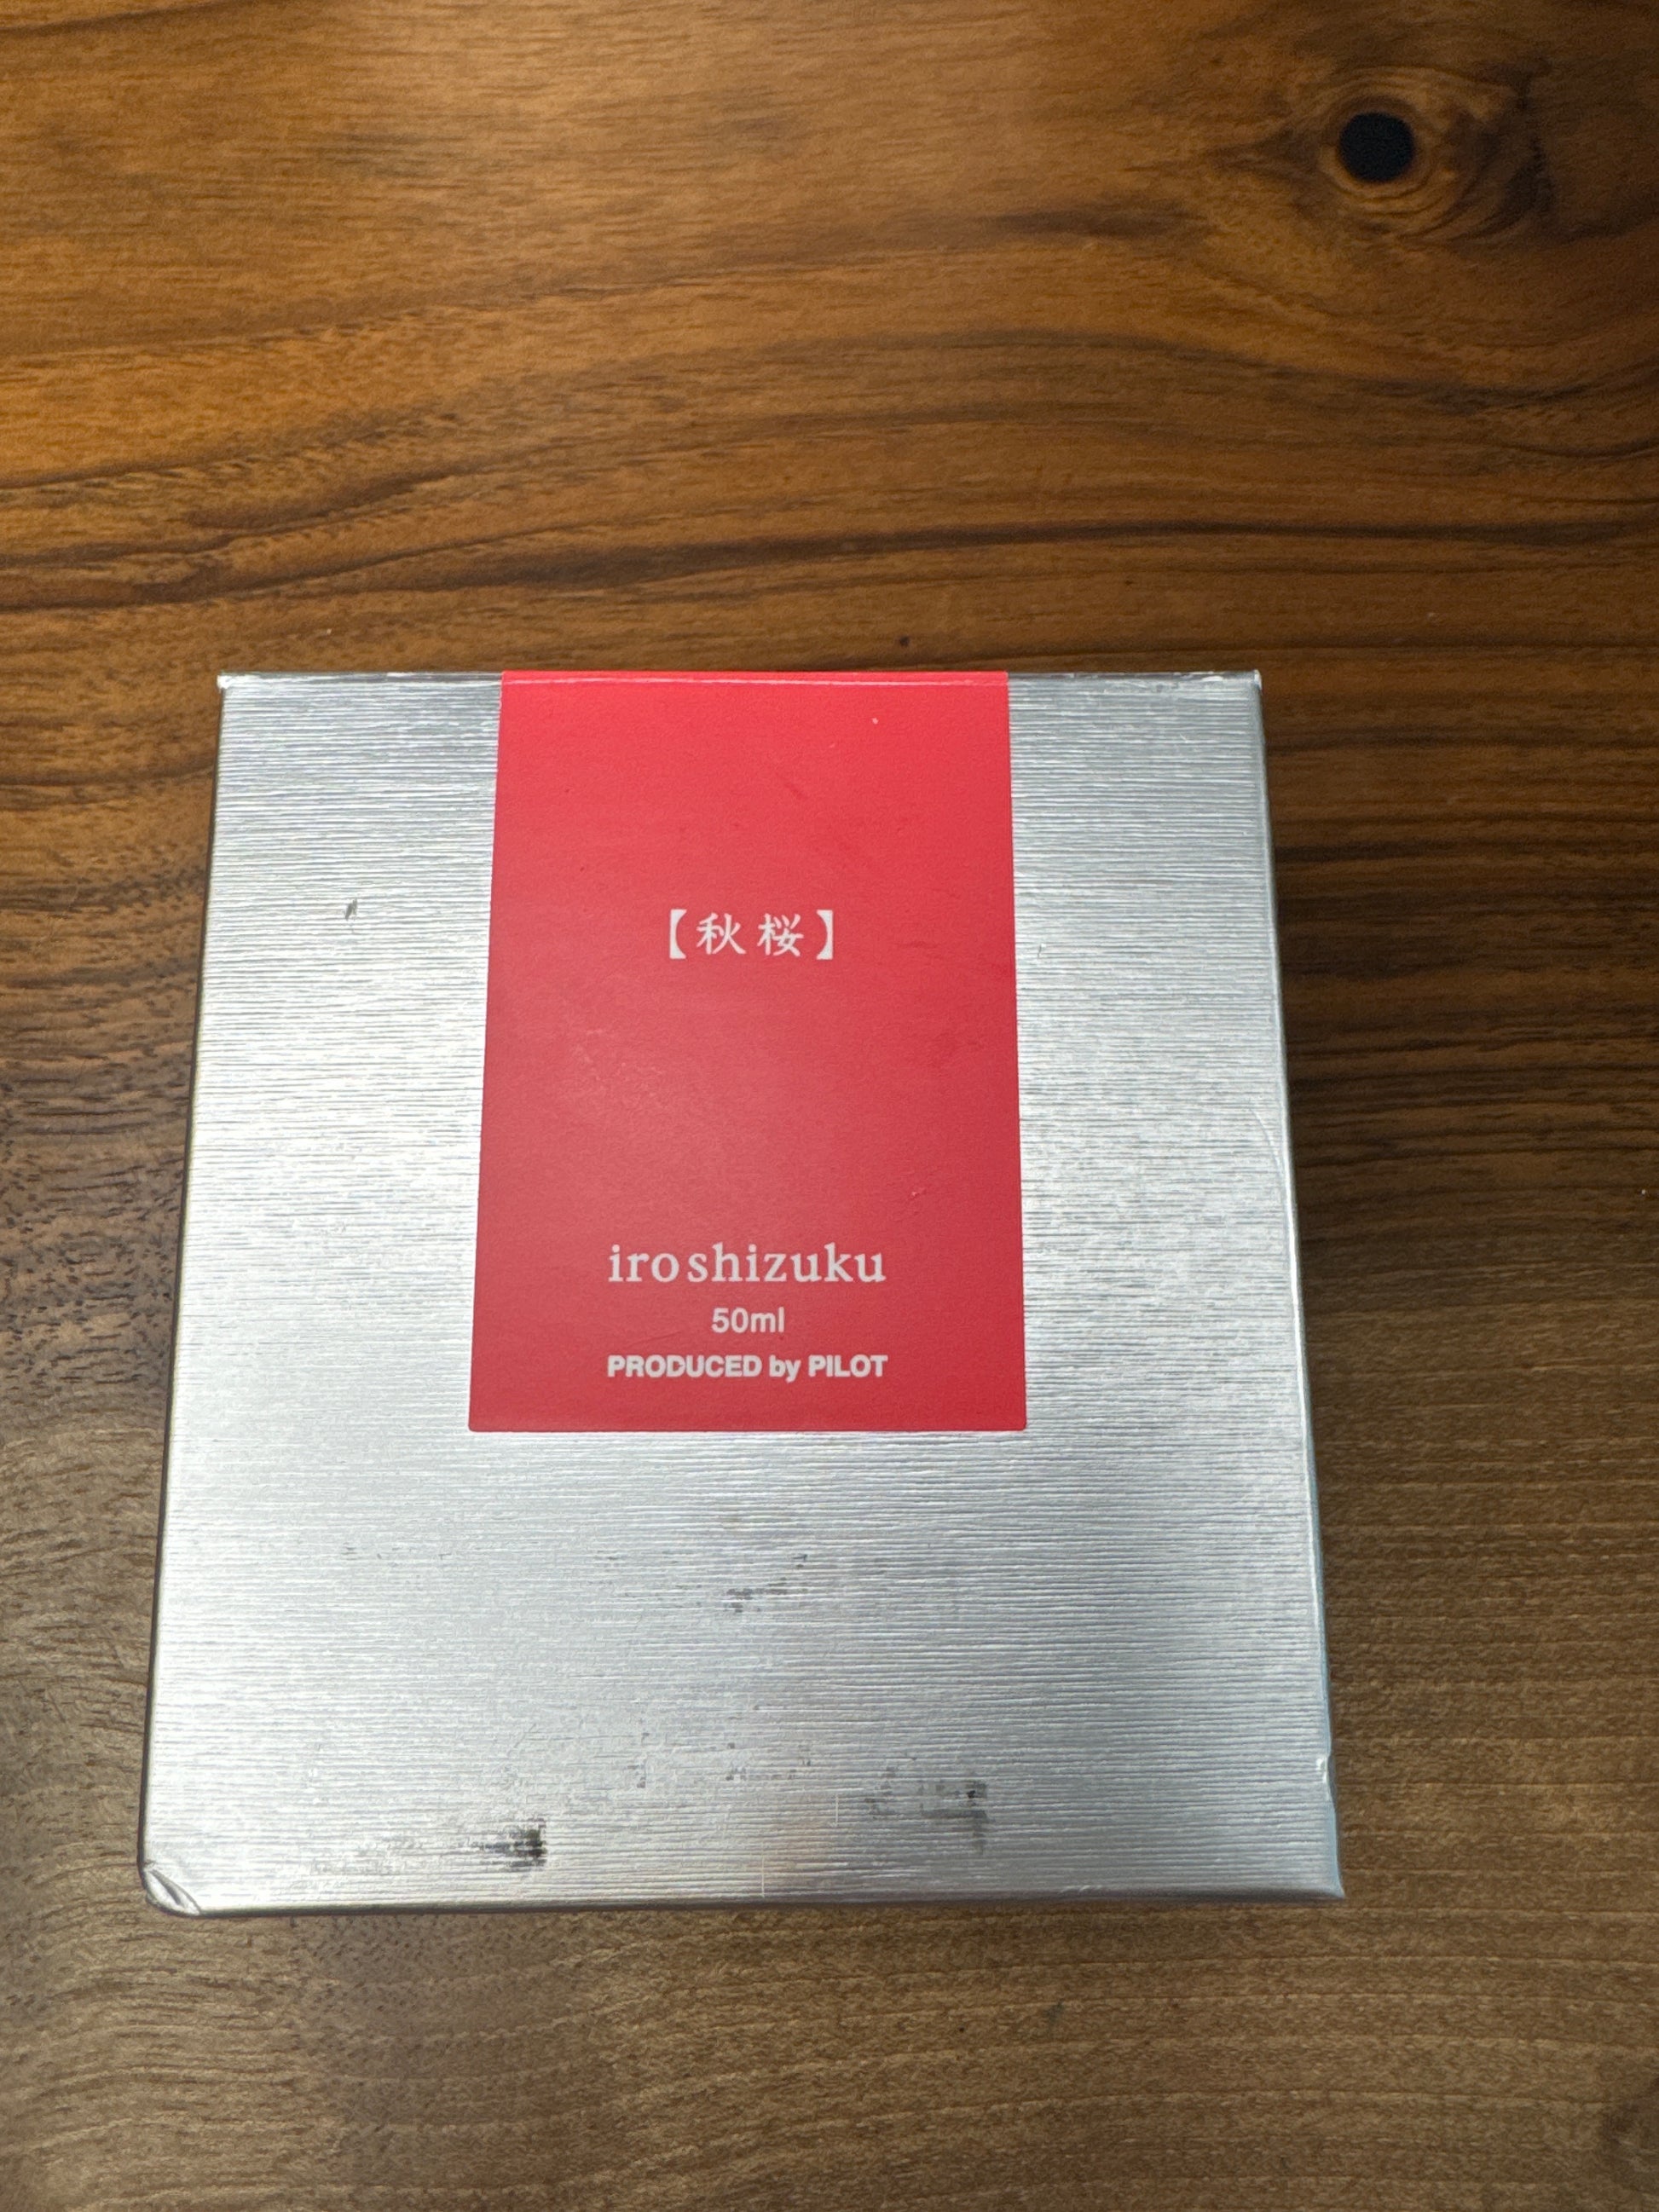 【秋桜】
iroshizuku
50ml
PRODUCED by PILOT